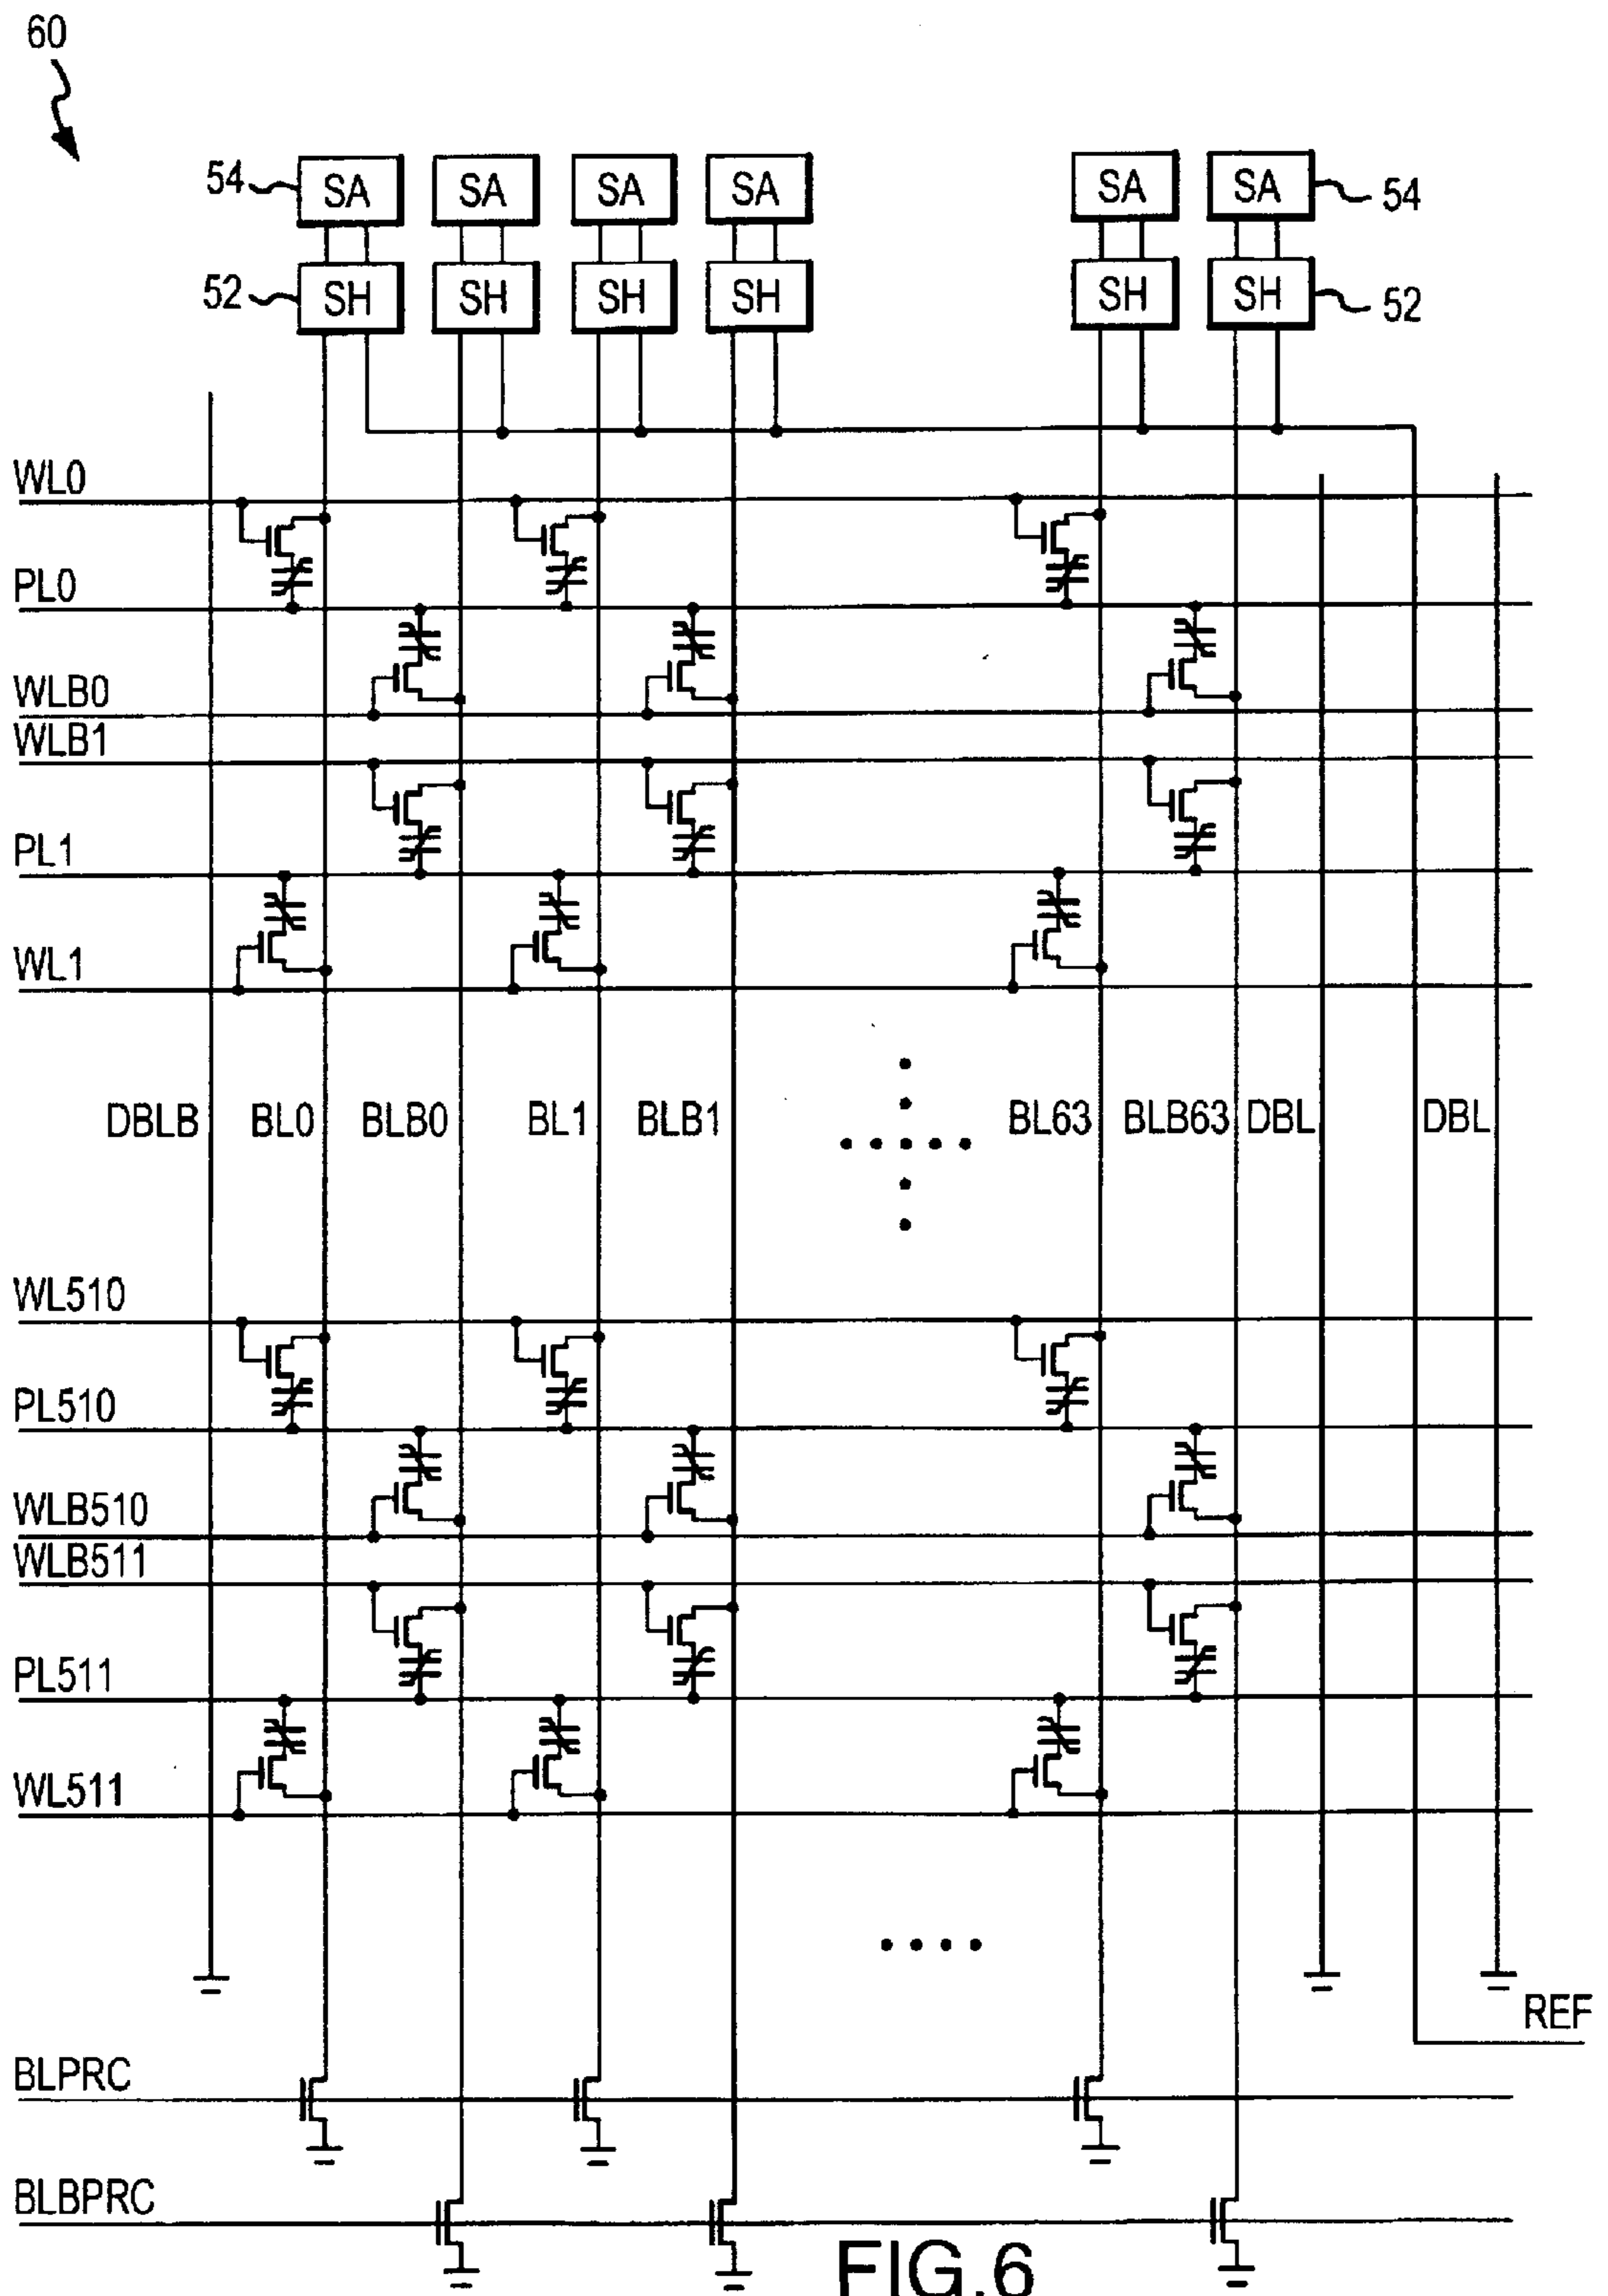 60
54 SA SA SA SA SA SA 54
52 SH SH SH SH SH SH 52
WL0
PL0
WLB0
WLB1
PL1
WL1
DBLB BL0 BLB0 BL1 BLB1 BL63 BLB63 DBL DBL
WL510
PL510
WLB510
WLB511
PL511
WL511
REF
BLPRC
BLBPRC
FIG.6